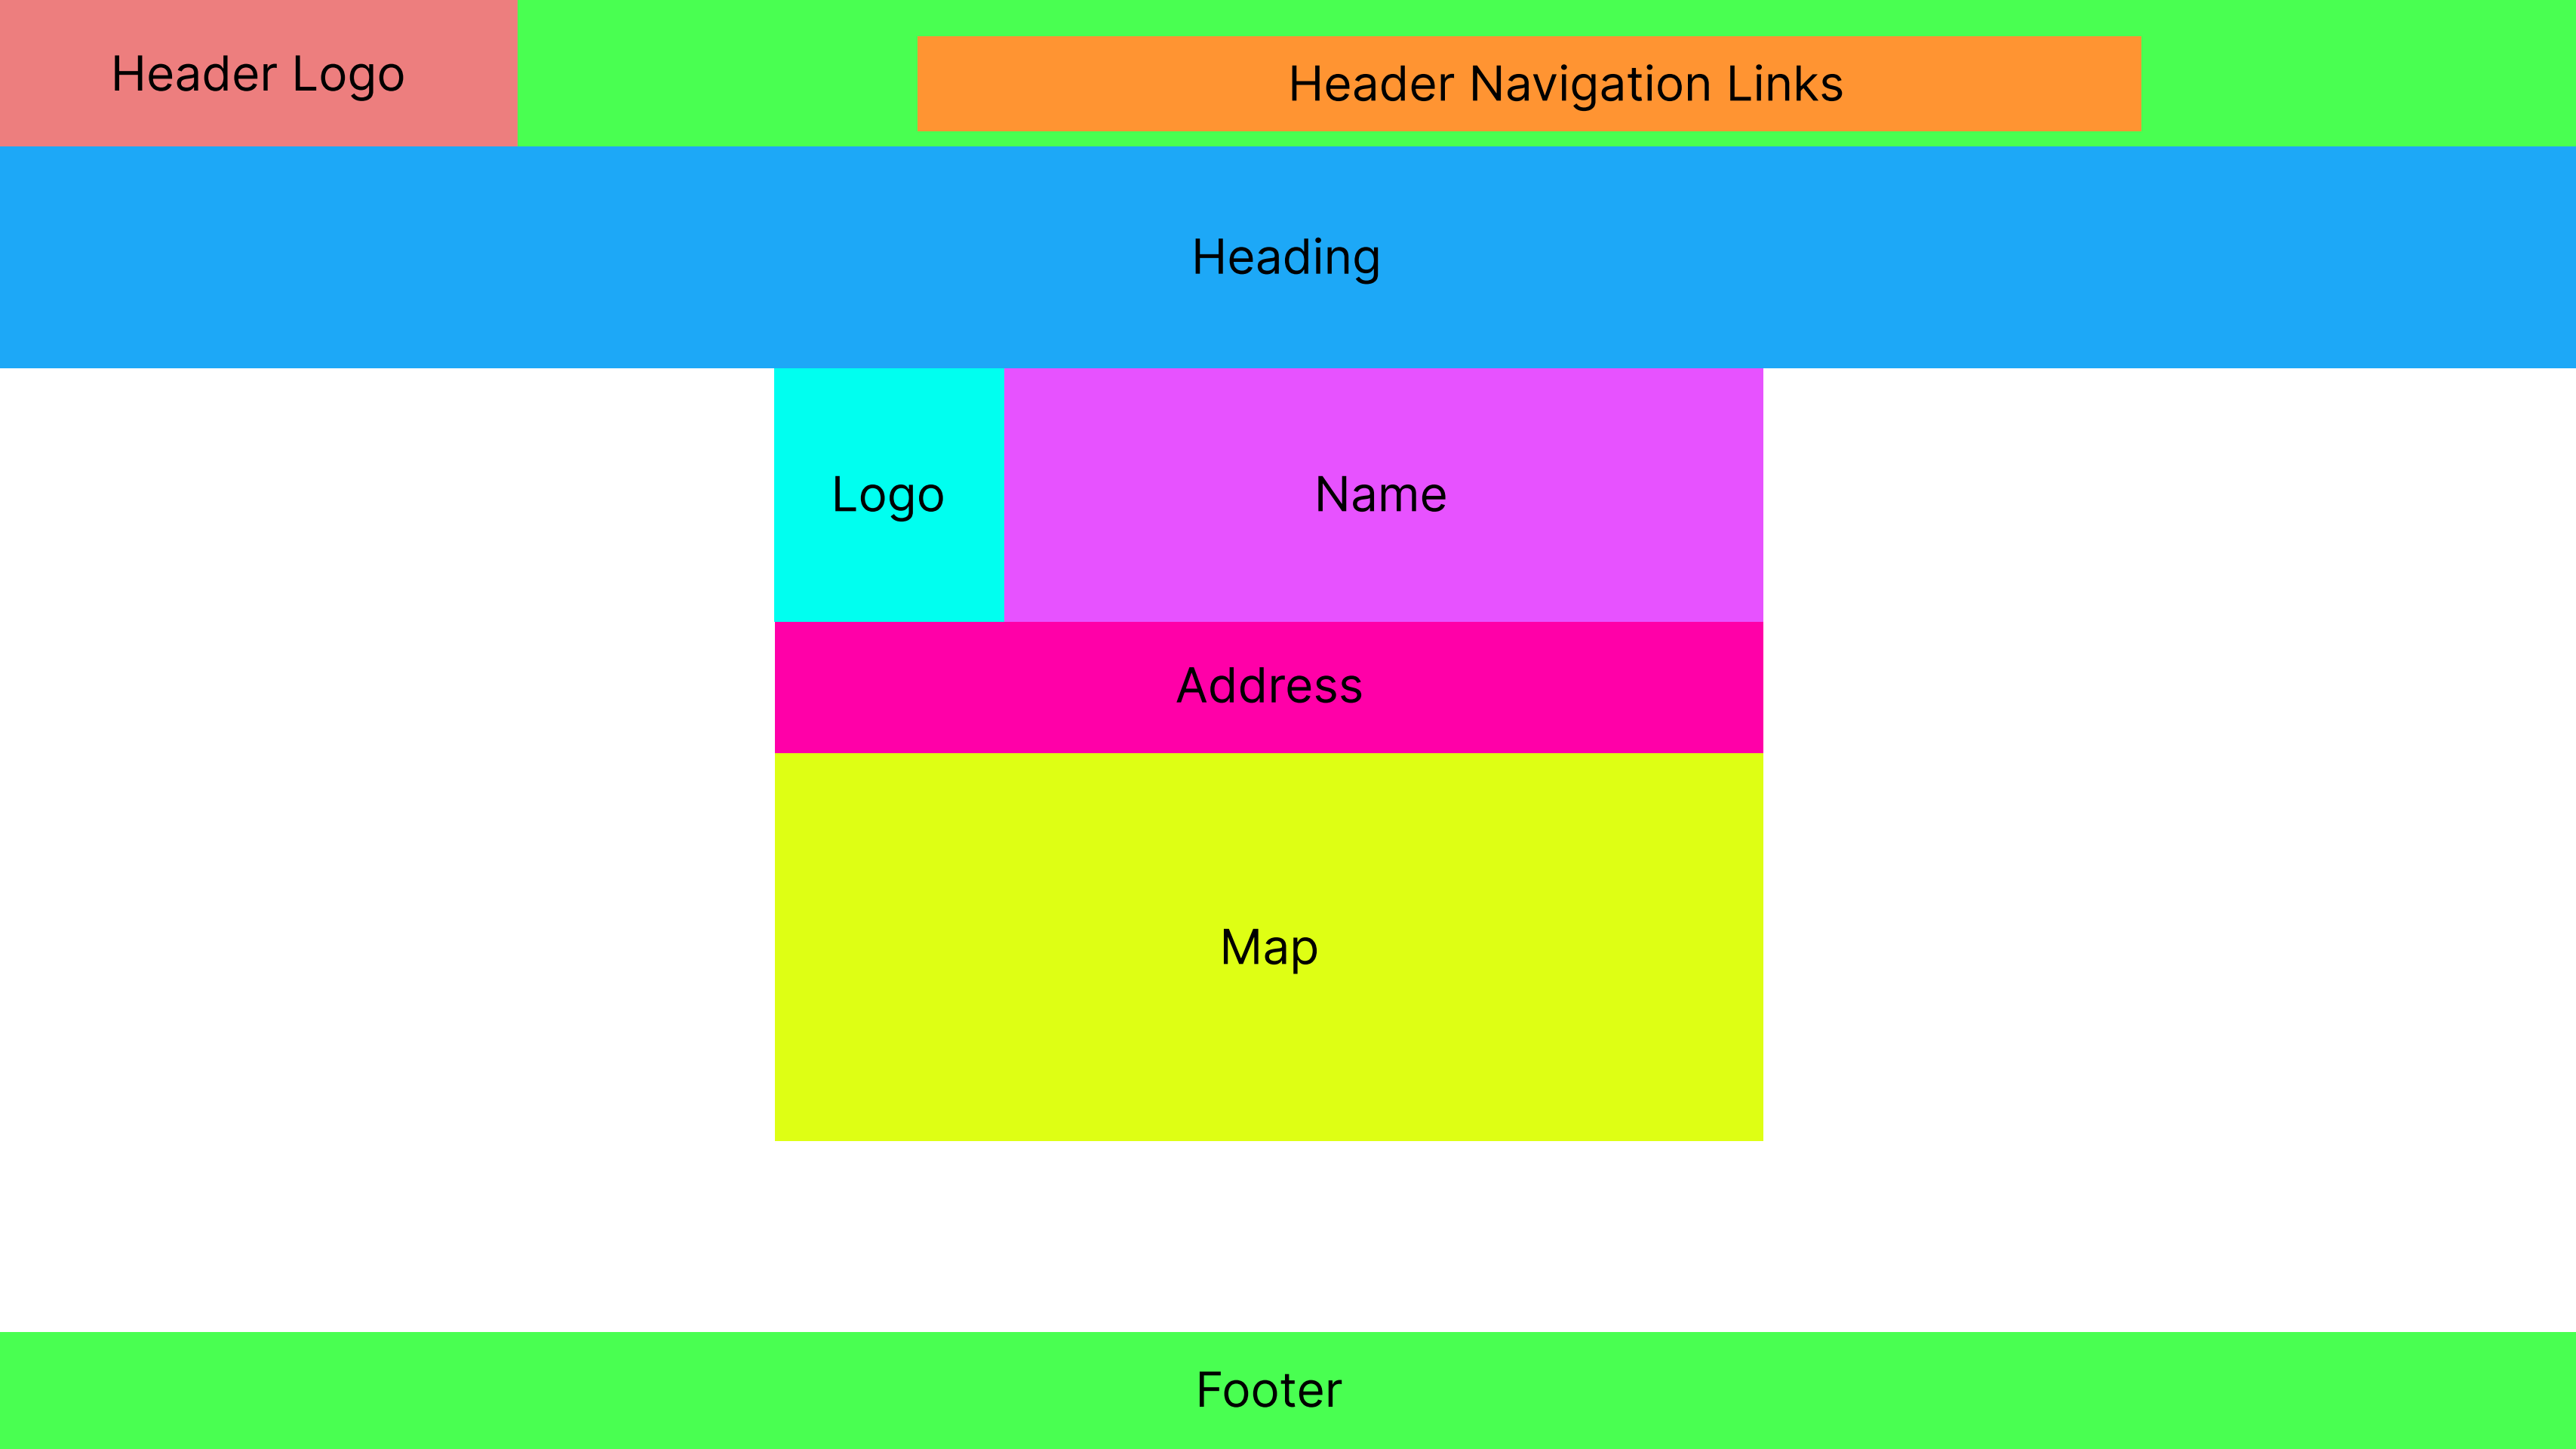 Header Logo
Header Navigation Links
Heading
Logo
Name
Address
Map
Footer